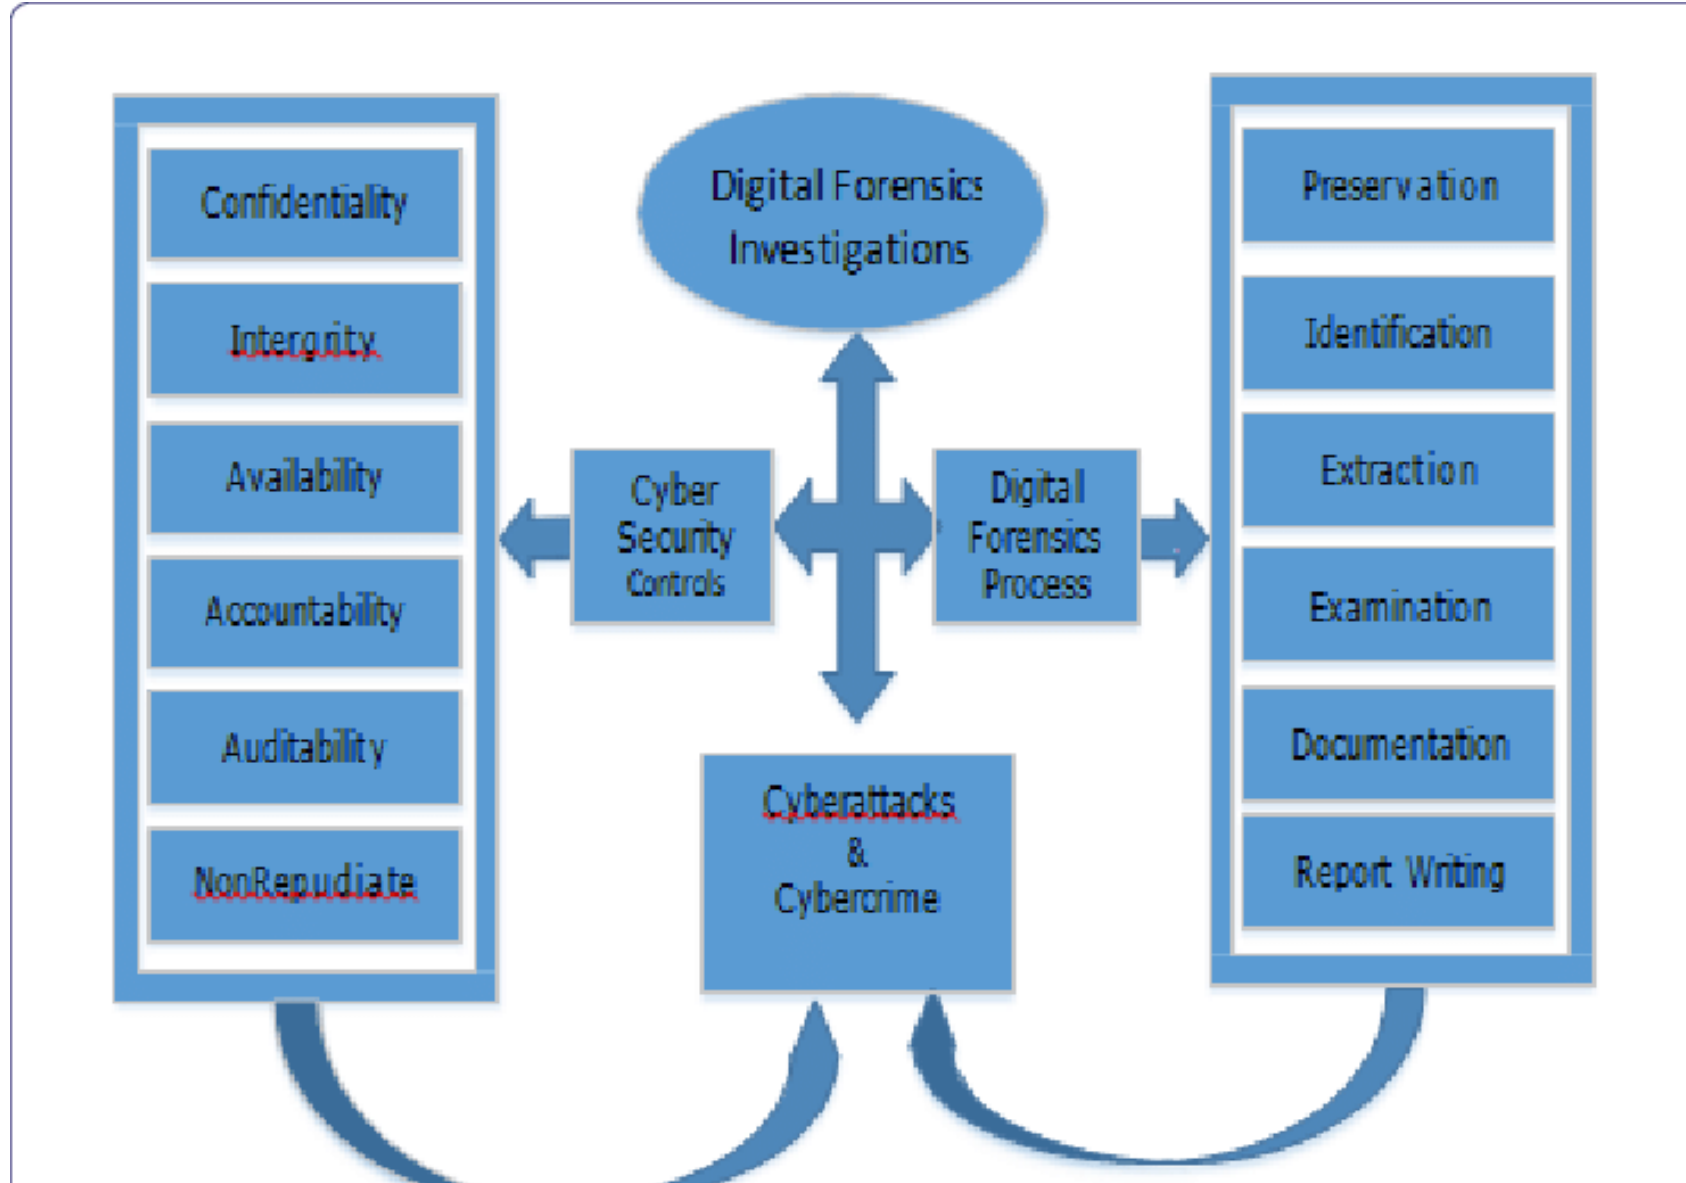 Confidentiality
Intergrity
Availability
Accountability
Auditability
NonRepudiate
Digital Forensics
Investigations
Cyber
Security
Controls
Digital
Forensics
Process
Cyberattacks
&
Cybercrime
Preservation
Identification
Extraction
Examination
Documentation
Report Writing